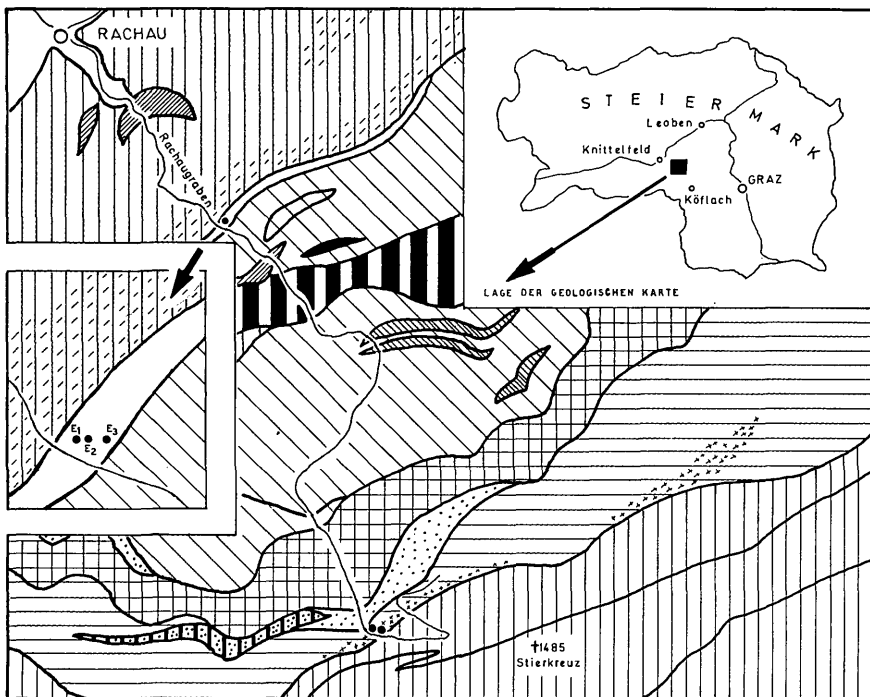 RACHAU
Rachaugraben
STEIERMARK
Leoben
Knittelfeld
GRAZ
Köflach
LAGE DER GEOLOGISCHEN KARTE
E1
E2
E3
†1485
Stierkreuz